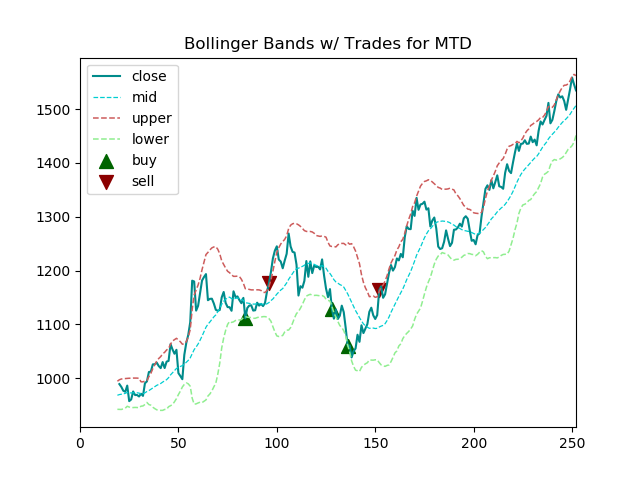 Bollinger Bands w/ Trades for MTD
close
mid
upper
lower
buy
sell
1500
1400
1300
1200
1100
1000
0 50 100 150 200 250